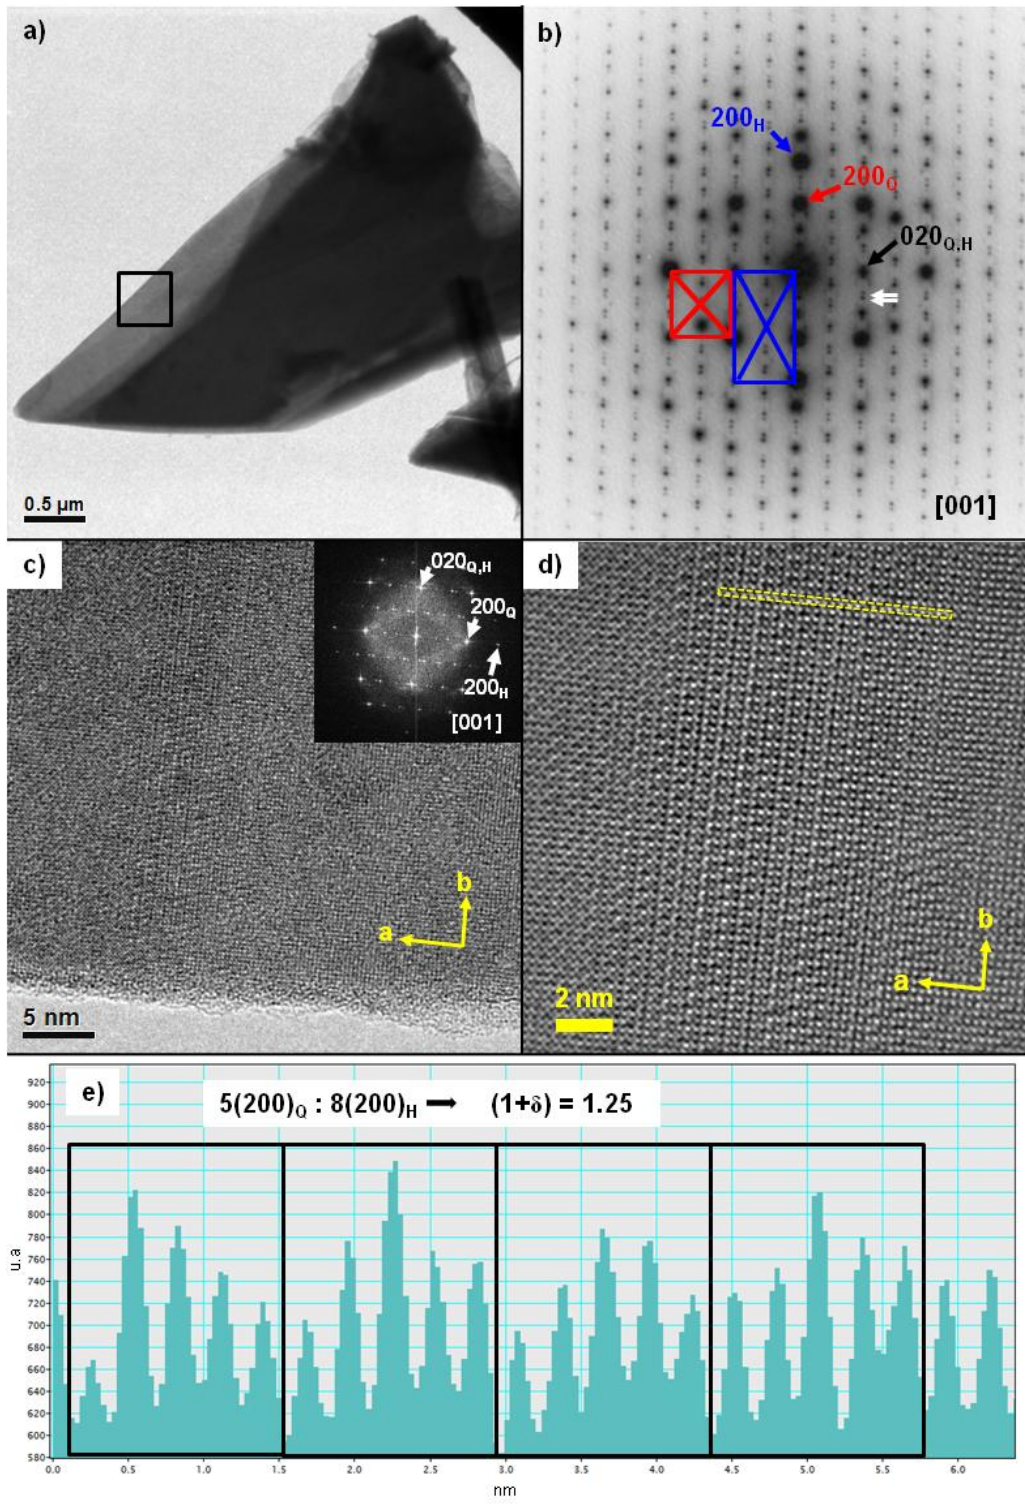 a)
0.5 µm
b)
200H
200Q
020Q,H
[001]
c)
020Q,H
200Q
200H
[001]
b
a
5 nm
d)
b
a
2 nm
e)
5(200)Q : 8(200)H ➞ (1+δ) = 1.25
920
900
880
860
840
820
800
780
760
740
720
700
680
660
640
620
600
580
u.a
0.0 0.5 1.0 1.5 2.0 2.5 3.0 3.5 4.0 4.5 5.0 5.5 6.0
nm